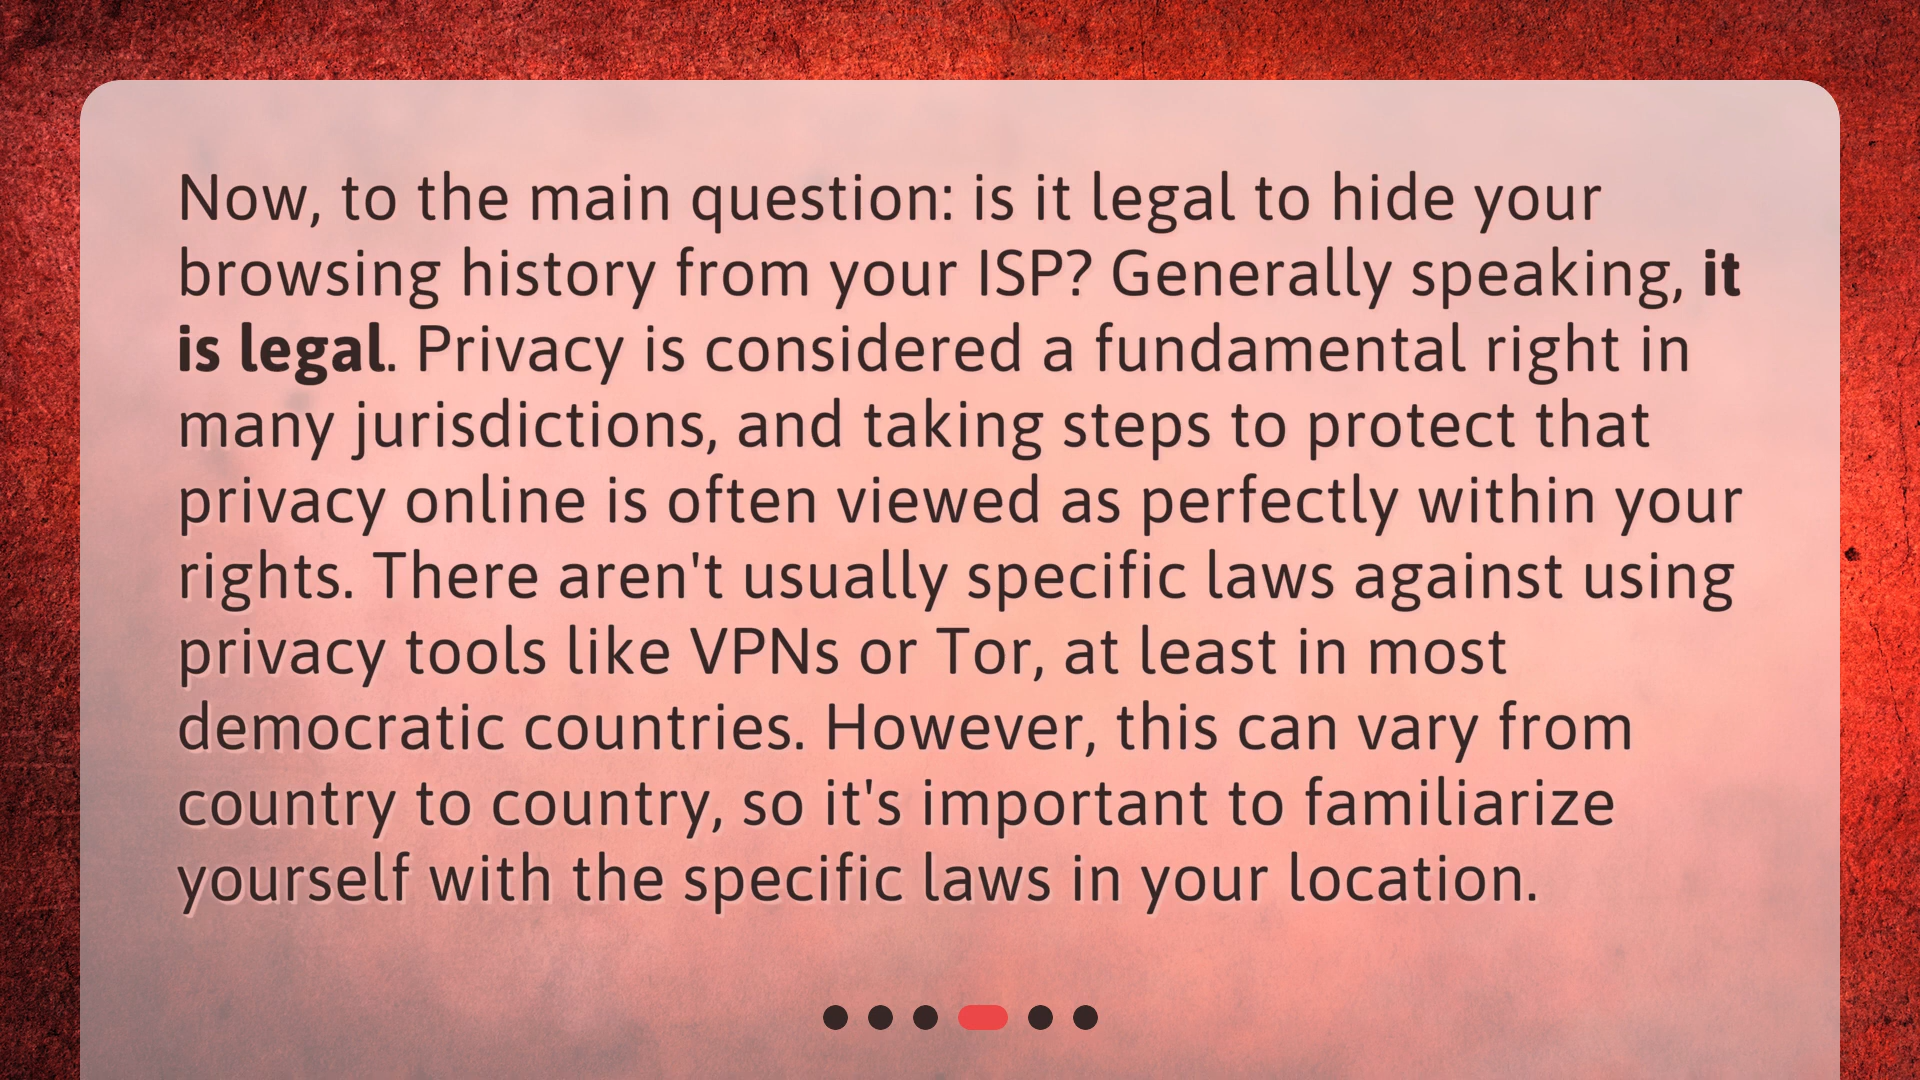 Now, to the main question: is it legal to hide your
browsing history from your ISP? Generally speaking, it
is legal. Privacy is considered a fundamental right in
many jurisdictions, and taking steps to protect that
privacy online is often viewed as perfectly within your
rights. There aren't usually specific laws against using
privacy tools like VPNs or Tor, at least in most
democratic countries. However, this can vary from
country to country, so it's important to familiarize
yourself with the specific laws in your location.